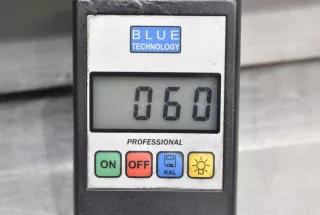 BLUE
TECHNOLOGY
060
PROFESSIONAL
ON OFF KAL